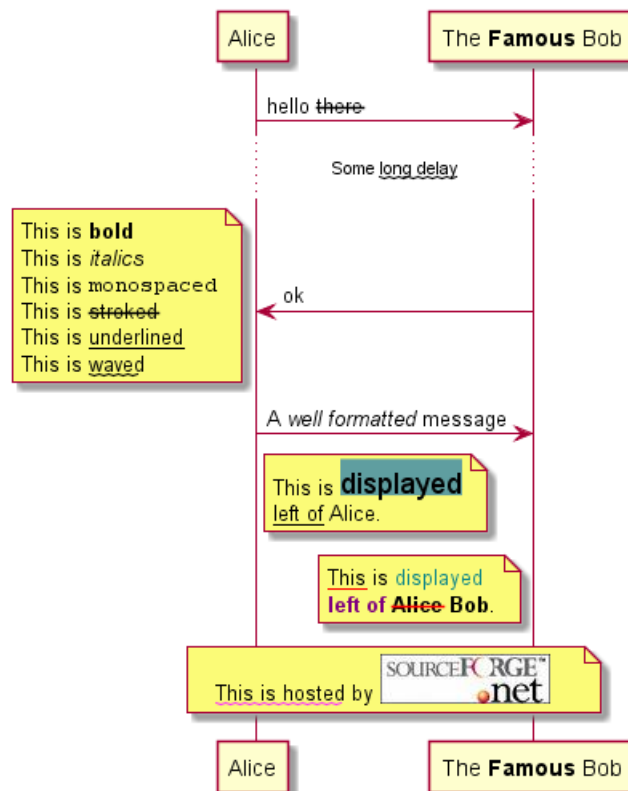 Alice
The Famous Bob
hello there
Some long delay
This is bold
This is italics
This is monospaced
This is stroked
This is underlined
This is waved
ok
A well formatted message
This is displayed
left of Alice.
This is displayed
left of Alice Bob.
This is hosted by SOURCEFORGE™
.net
Alice
The Famous Bob